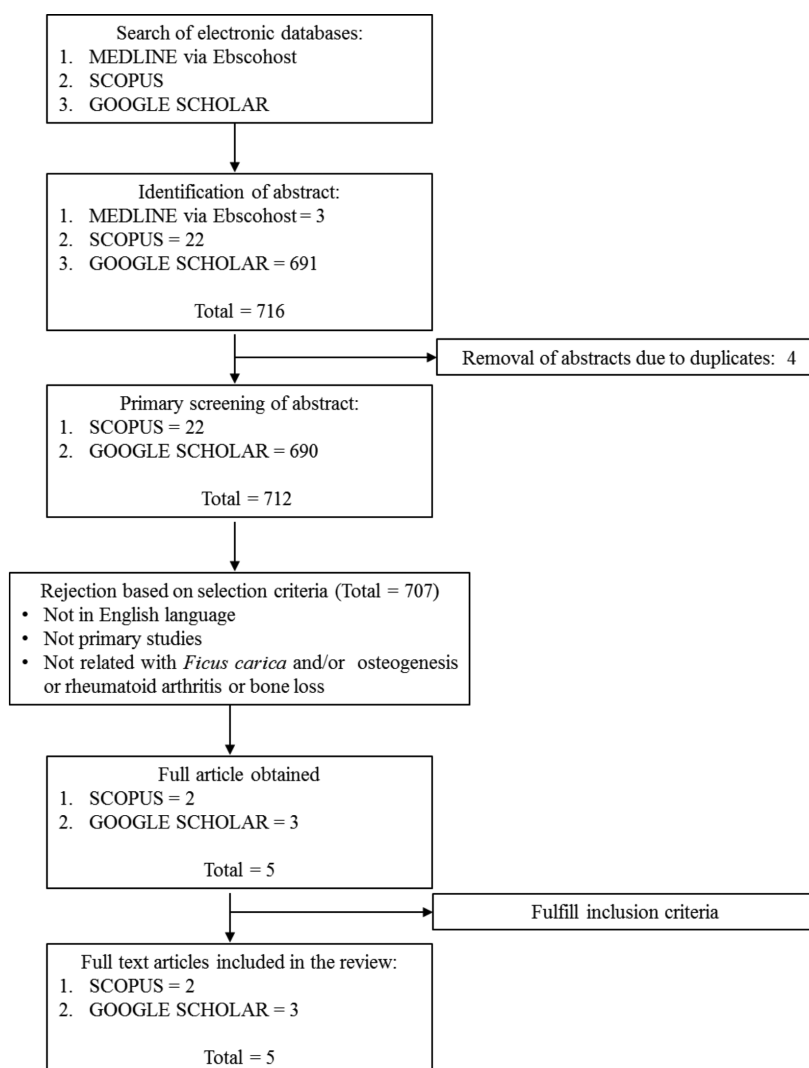 Search of electronic databases:
1. MEDLINE via Ebscohost
2. SCOPUS
3. GOOGLE SCHOLAR
Identification of abstract:
1. MEDLINE via Ebscohost = 3
2. SCOPUS = 22
3. GOOGLE SCHOLAR = 691
Total = 716
Removal of abstracts due to duplicates: 4
Primary screening of abstract:
1. SCOPUS = 22
2. GOOGLE SCHOLAR = 690
Total = 712
Rejection based on selection criteria (Total = 707)
• Not in English language
• Not primary studies
• Not related with Ficus carica and/or osteogenesis
or rheumatoid arthritis or bone loss
Full article obtained
1. SCOPUS = 2
2. GOOGLE SCHOLAR = 3
Total = 5
Fulfill inclusion criteria
Full text articles included in the review:
1. SCOPUS = 2
2. GOOGLE SCHOLAR = 3
Total = 5